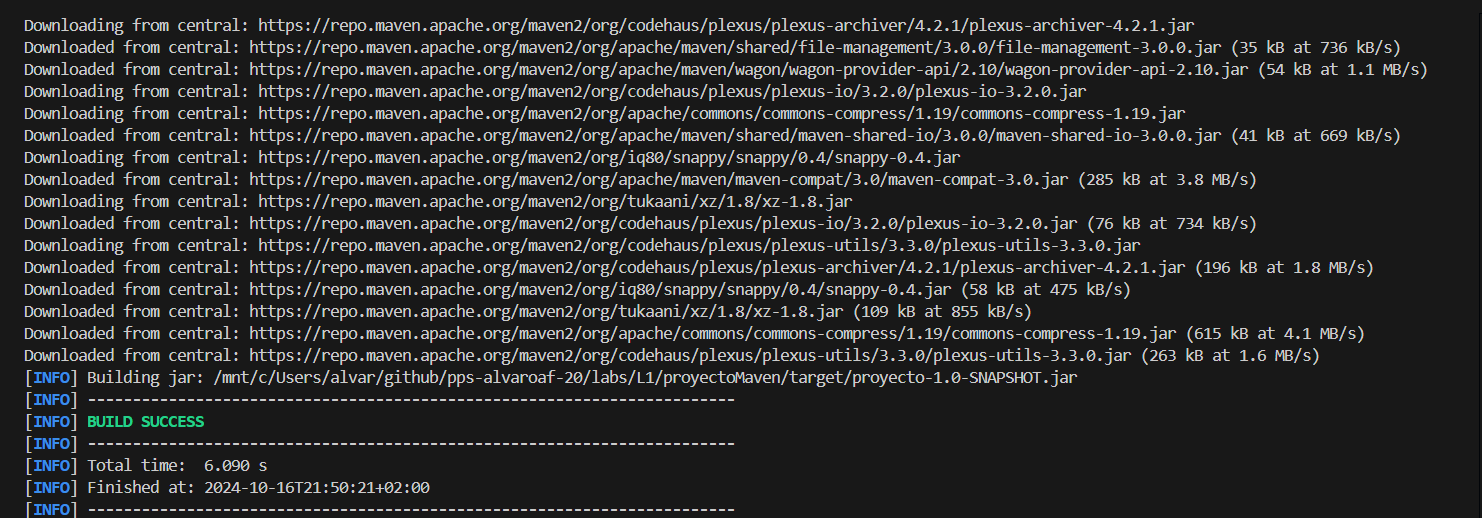 Downloading from central: https://repo.maven.apache.org/maven2/org/codehaus/plexus/plexus-archiver/4.2.1/plexus-archiver-4.2.1.jar
Downloaded from central: https://repo.maven.apache.org/maven2/org/apache/maven/shared/file-management/3.0.0/file-management-3.0.0.jar (35 kB at 736 kB/s)
Downloaded from central: https://repo.maven.apache.org/maven2/org/apache/maven/wagon/wagon-provider-api/2.10/wagon-provider-api-2.10.jar (54 kB at 1.1 MB/s)
Downloading from central: https://repo.maven.apache.org/maven2/org/codehaus/plexus/plexus-io/3.2.0/plexus-io-3.2.0.jar
Downloading from central: https://repo.maven.apache.org/maven2/org/apache/commons/commons-compress/1.19/commons-compress-1.19.jar
Downloaded from central: https://repo.maven.apache.org/maven2/org/apache/maven/shared/maven-shared-io/3.0.0/maven-shared-io-3.0.0.jar (41 kB at 669 kB/s)
Downloading from central: https://repo.maven.apache.org/maven2/org/iq80/snappy/snappy/0.4/snappy-0.4.jar
Downloaded from central: https://repo.maven.apache.org/maven2/org/apache/maven/maven-compat/3.0/maven-compat-3.0.jar (285 kB at 3.8 MB/s)
Downloading from central: https://repo.maven.apache.org/maven2/org/tukaani/xz/1.8/xz-1.8.jar
Downloaded from central: https://repo.maven.apache.org/maven2/org/codehaus/plexus/plexus-io/3.2.0/plexus-io-3.2.0.jar (76 kB at 734 kB/s)
Downloading from central: https://repo.maven.apache.org/maven2/org/codehaus/plexus/plexus-utils/3.3.0/plexus-utils-3.3.0.jar
Downloaded from central: https://repo.maven.apache.org/maven2/org/codehaus/plexus/plexus-archiver/4.2.1/plexus-archiver-4.2.1.jar (196 kB at 1.8 MB/s)
Downloaded from central: https://repo.maven.apache.org/maven2/org/iq80/snappy/snappy/0.4/snappy-0.4.jar (58 kB at 475 kB/s)
Downloaded from central: https://repo.maven.apache.org/maven2/org/tukaani/xz/1.8/xz-1.8.jar (109 kB at 855 kB/s)
Downloaded from central: https://repo.maven.apache.org/maven2/org/apache/commons/commons-compress/1.19/commons-compress-1.19.jar (615 kB at 4.1 MB/s)
Downloaded from central: https://repo.maven.apache.org/maven2/org/codehaus/plexus/plexus-utils/3.3.0/plexus-utils-3.3.0.jar (263 kB at 1.6 MB/s)
[INFO] Building jar: /mnt/c/Users/alvar/github/pps-alvaroaf-20/labs/L1/proyectoMaven/target/proyecto-1.0-SNAPSHOT.jar
[INFO] ------------------------------------------------------------------------
[INFO] BUILD SUCCESS
[INFO] ------------------------------------------------------------------------
[INFO] Total time:  6.090 s
[INFO] Finished at: 2024-10-16T21:50:21+02:00
[INFO] ------------------------------------------------------------------------